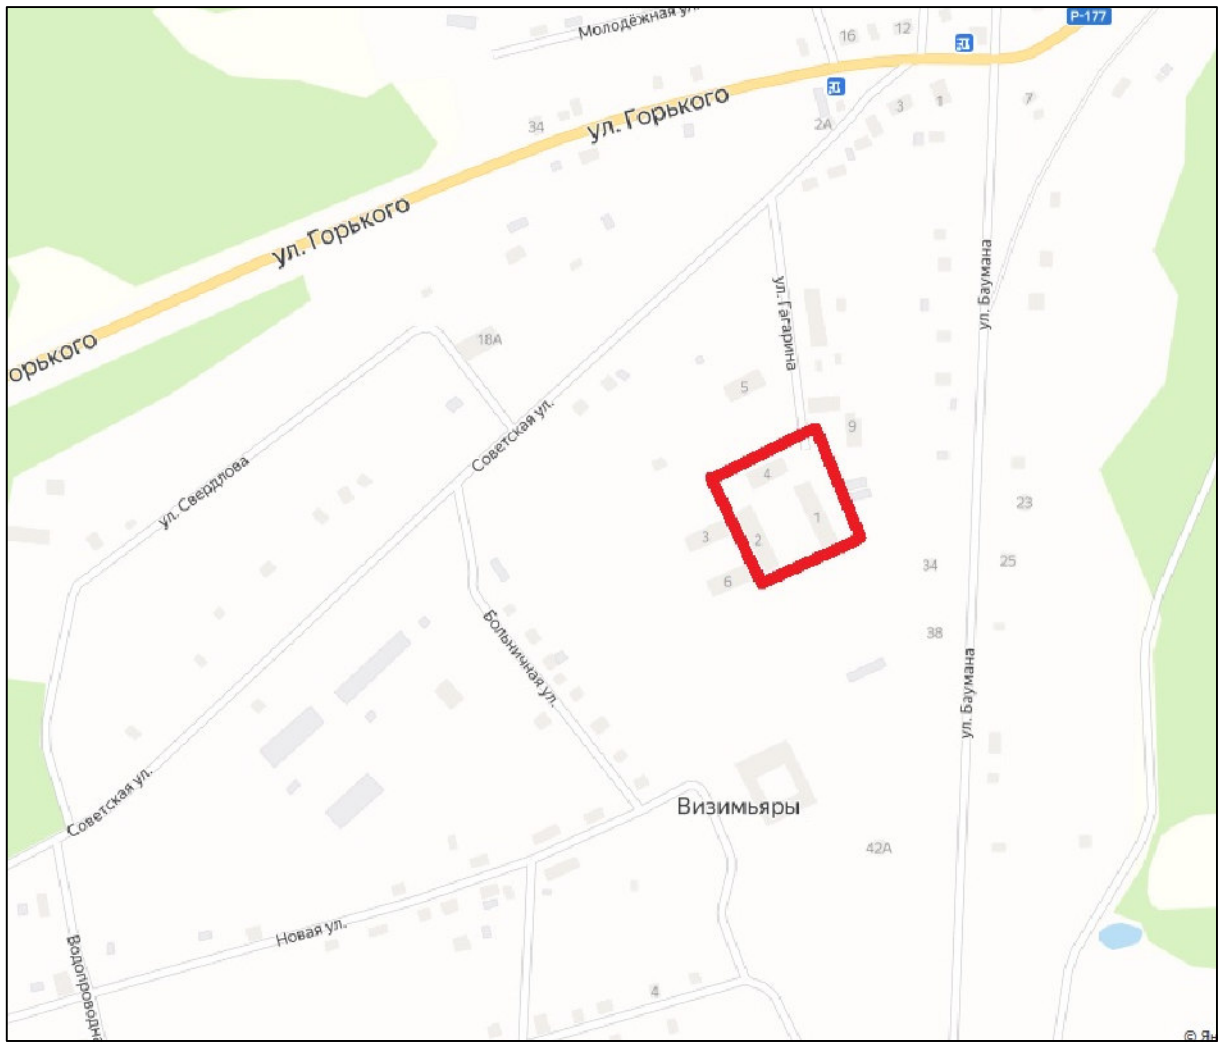 Молодёжная ул.
Р-177
16
12
ул. Горького
34
2А
3
1
7
ул. Горького
ул. Баумана
ул. Гагарина
орького
18А
5
Советская ул.
9
4
ул. Свердлова
1
23
3
2
34
25
6
Больничная ул.
38
ул. Баумана
Советская ул.
Визимьяры
42А
Новая ул.
Водопроводна
4
© Ян